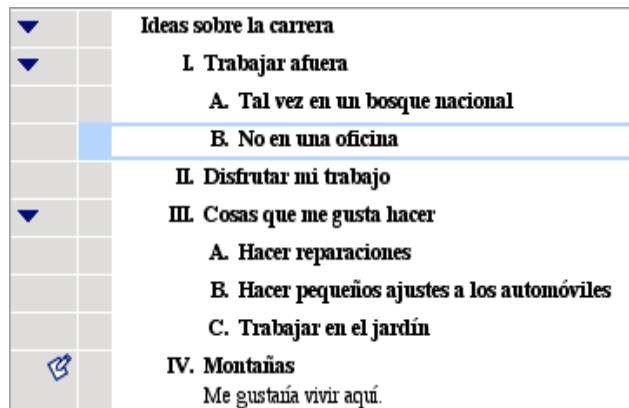 Ideas sobre la carrera
I. Trabajar afuera
A. Tal vez en un bosque nacional
B. No en una oficina
II. Disfrutar mi trabajo
III. Cosas que me gusta hacer
A. Hacer reparaciones
B. Hacer pequeños ajustes a los automóviles
C. Trabajar en el jardín
IV. Montañas
Me gustaría vivir aquí.